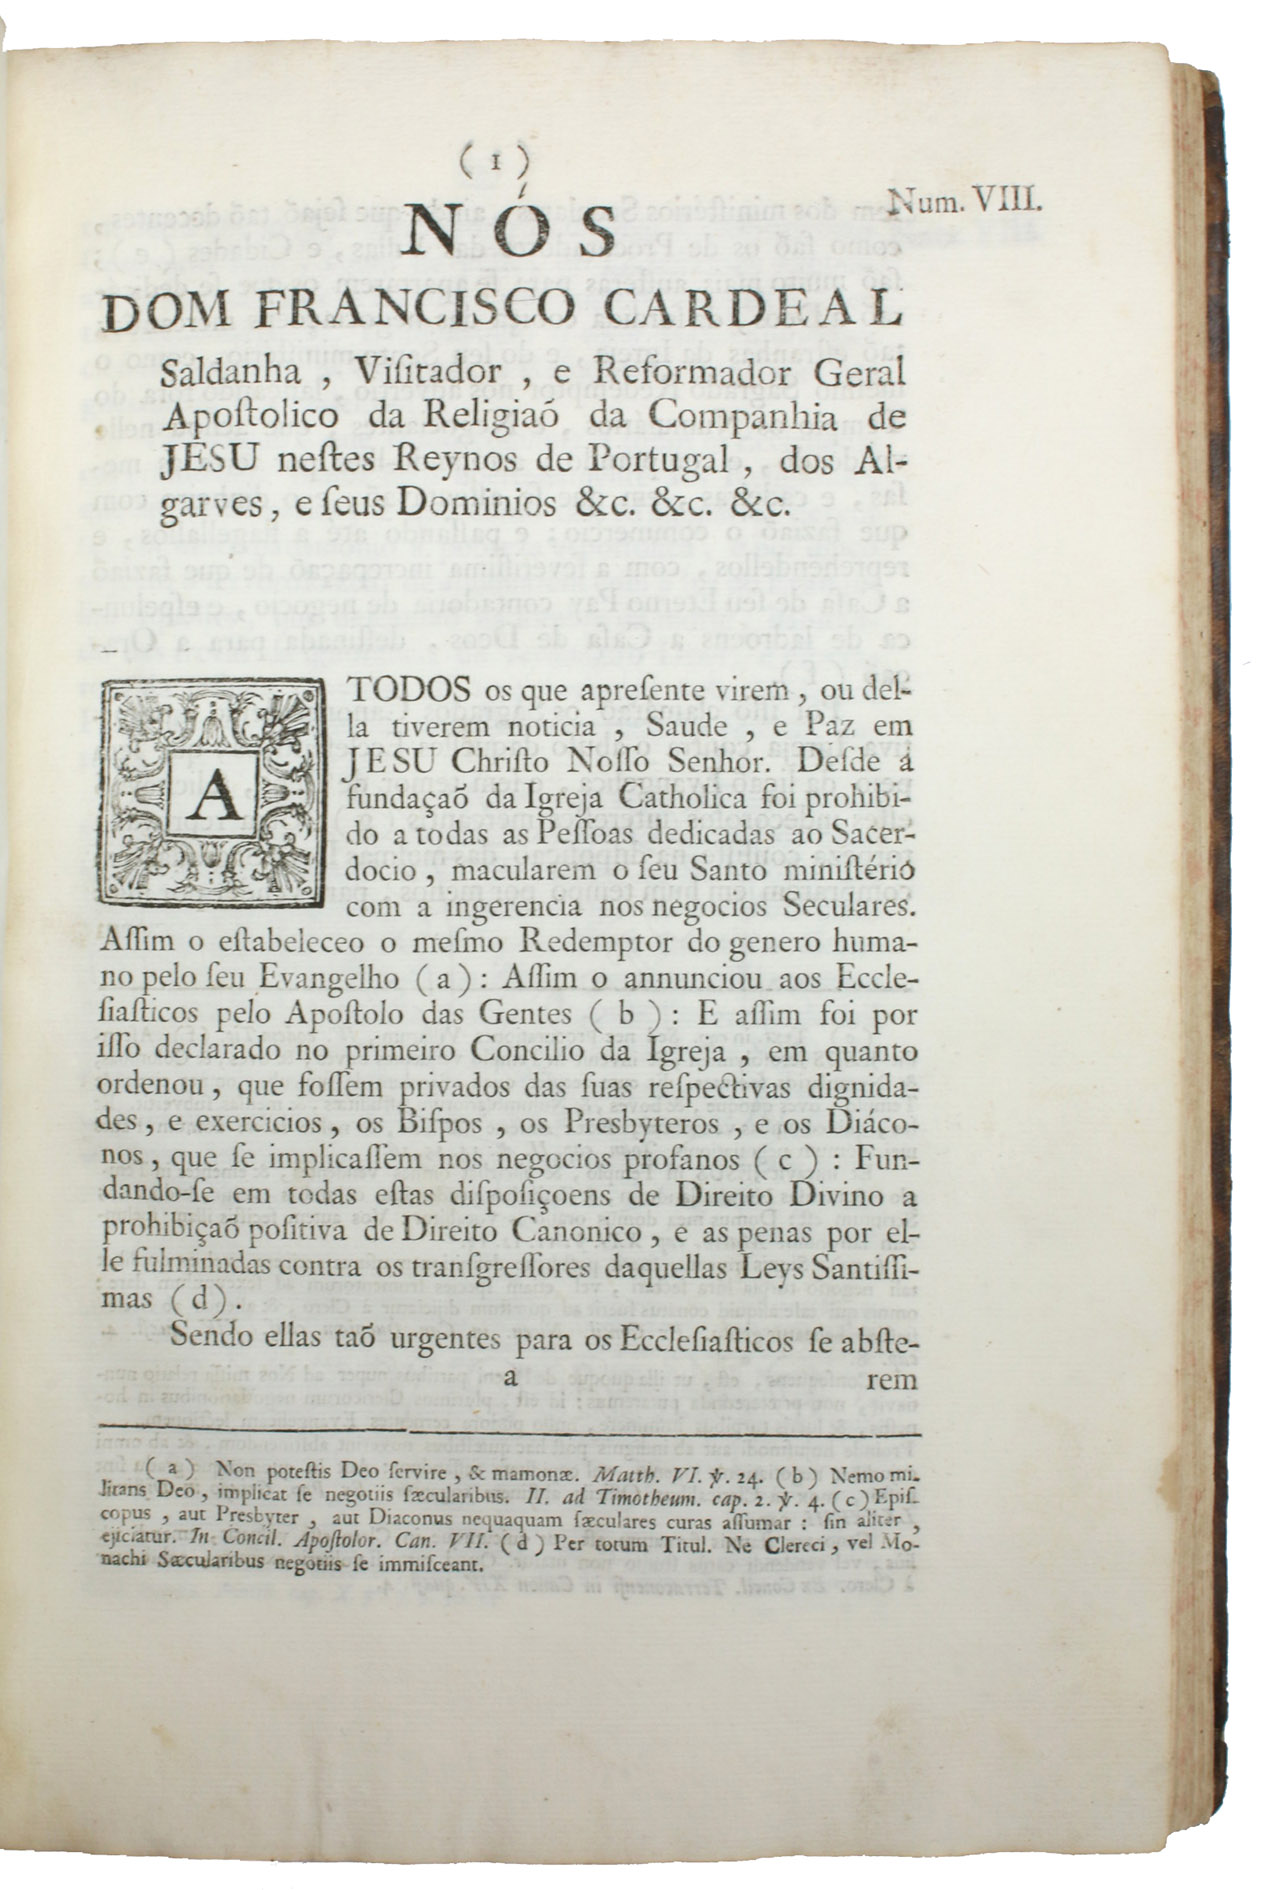 ( 1 )
Num. VIII.
NÓS
DOM FRANCISCO CARDEAL
Saldanha , Viſitador , e Reformador Geral
Apoſtolico da Religiaõ da Companhia de
JESU neſtes Reynos de Portugal , dos Al-
garves, e ſeus Dominios &c. &c. &c.
A TODOS os que apreſente virem, ou del-
la tiverem noticia , Saude , e Paz em
JESU Chriſto Noſſo Senhor. Deſde a
fundaçaõ da Igreja Catholica foi prohibi-
do a todas as Peſſoas dedicadas ao Sacer-
docio , macularem o ſeu Santo miniſtério
com a ingerencia nos negocios Seculares.
Aſſim o eſtabeleceo o meſmo Redemptor do genero huma-
no pelo ſeu Evangelho ( a ) : Aſſim o annunciou aos Eccle-
ſiaſticos pelo Apoſtolo das Gentes ( b ) : E aſſim foi por
iſſo declarado no primeiro Concilio da Igreja , em quanto
ordenou , que foſſem privados das ſuas reſpectivas dignida-
des , e exercicios , os Biſpos , os Presbyteros , e os Diáco-
nos , que ſe implicaſſem nos negocios profanos ( c ) : Fun-
dando-ſe em todas eſtas diſpoſiçoens de Direito Divino a
prohibiçaõ poſitiva de Direito Canonico , e as penas por el-
le fulminadas contra os tranſgreſſores daquellas Leys Santiſſi-
mas ( d ) .
Sendo ellas taõ urgentes para os Eccleſiaſticos ſe abſte-
a rem
( a ) Non poteſtis Deo ſervire , & mamonæ. Matth. VI. ℣. 24. ( b ) Nemo mi-
litans Deo , implicat ſe negotiis ſæcularibus. II. ad Timotheum. cap. 2. ℣. 4. ( c ) Epiſ-
copus , aut Presbyter , aut Diaconus nequaquam ſæculares curas aſſumat : ſin aliter ,
ejiciatur. In Concil. Apoſtolor. Can. VII. ( d ) Per totum Titul. Ne Clereci , vel Mo-
nachi Sæcularibus negotiis ſe immiſceant.